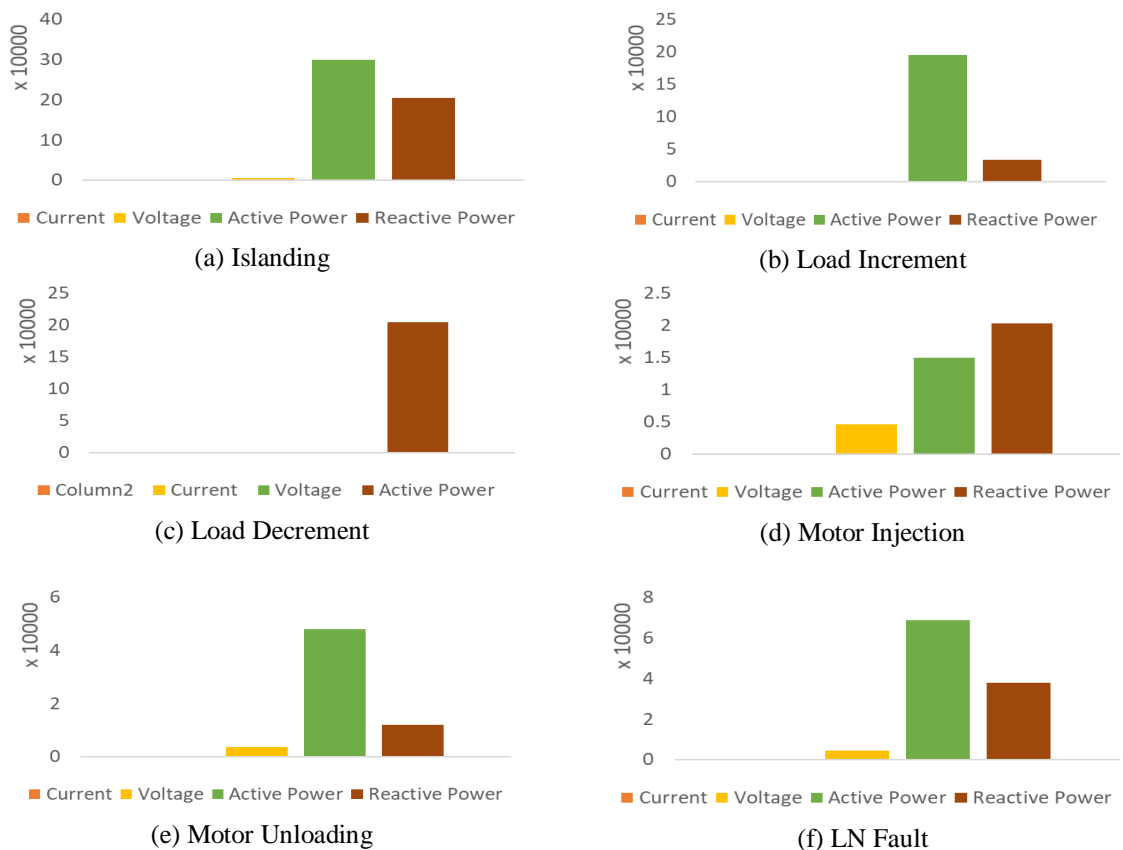 40
30
20
10
0
x 10000
Current Voltage Active Power Reactive Power
(a) Islanding
25
20
15
10
5
0
x 10000
Current Voltage Active Power Reactive Power
(b) Load Increment
25
20
15
10
5
0
x 10000
Column2 Current Voltage Active Power
(c) Load Decrement
2.5
2
1.5
1
0.5
0
x 10000
Current Voltage Active Power Reactive Power
(d) Motor Injection
6
4
2
0
x 10000
Current Voltage Active Power Reactive Power
(e) Motor Unloading
8
6
4
2
0
x 10000
Current Voltage Active Power Reactive Power
(f) LN Fault